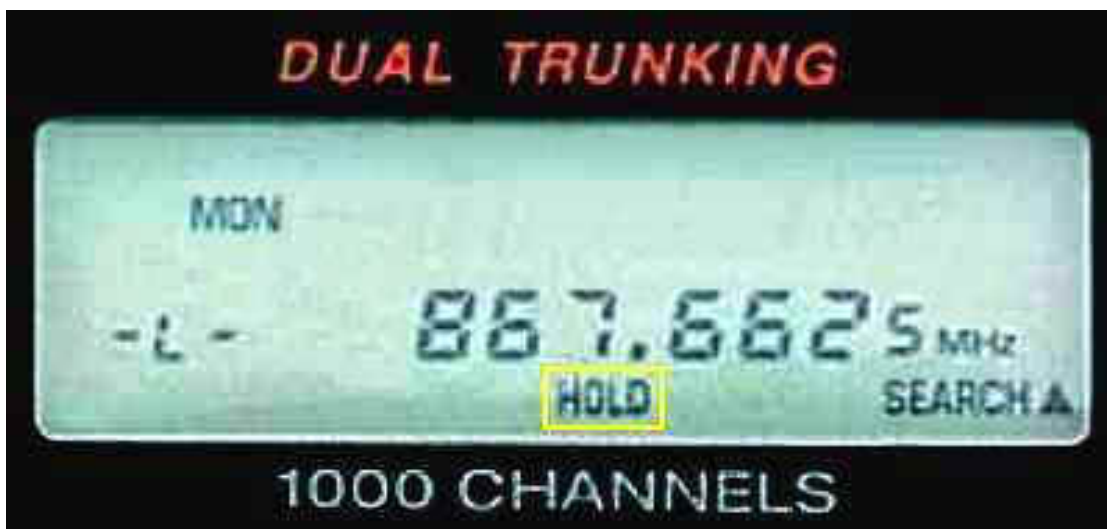 DUAL TRUNKING
MON
-L- 867.6625 MHz
HOLD SEARCH ▲
1000 CHANNELS